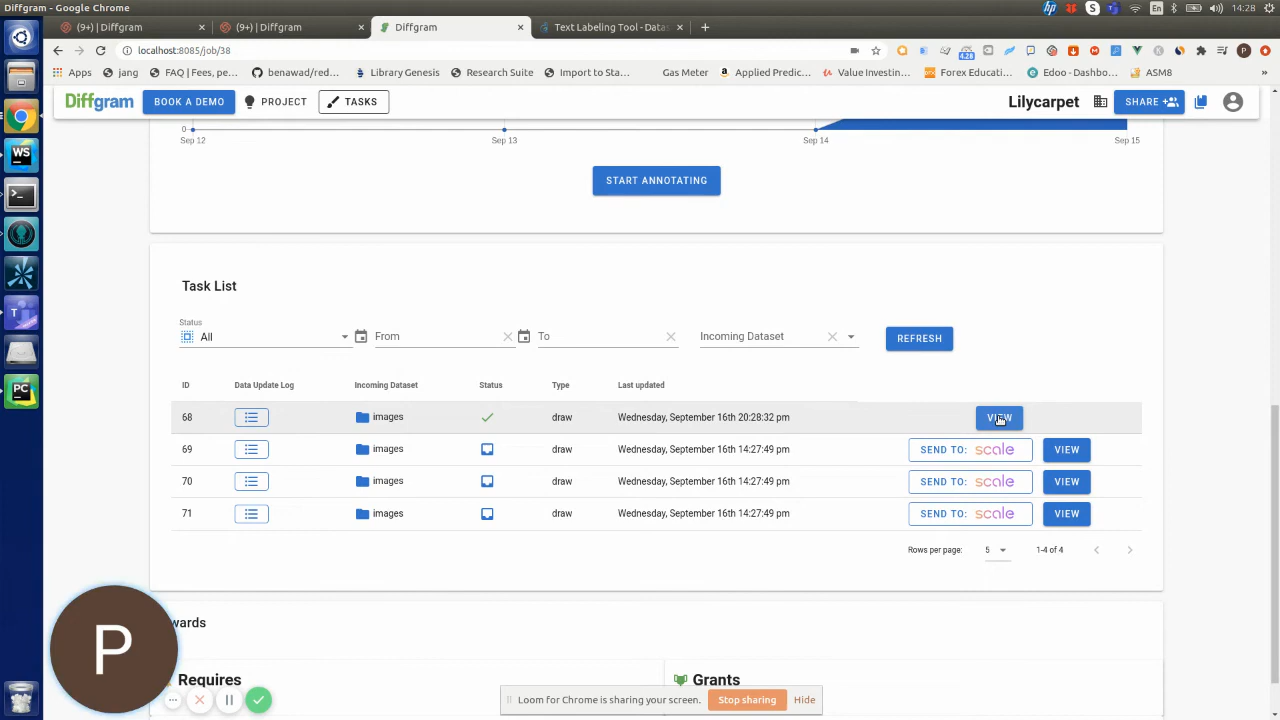 Diffgram - Google Chrome
14:28
(9+) | Diffgram
(9+) | Diffgram
Diffgram
Text Labeling Tool - Datas
localhost:8085/job/38
Apps
jang
FAQ | Fees, pe...
benawad/red...
Library Genesis
Research Suite
Import to Sta...
Gas Meter
Applied Predic...
Value Investin...
Forex Educati...
Edoo - Dashbo...
ASM8
Diffgram
BOOK A DEMO
PROJECT
TASKS
Lilycarpet
SHARE
0
Sep 12
Sep 13
Sep 14
Sep 15
START ANNOTATING
Task List
Status
All
From
To
Incoming Dataset
REFRESH
ID Data Update Log Incoming Dataset Status Type Last updated
68 images draw Wednesday, September 16th 20:28:32 pm VIEW
69 images draw Wednesday, September 16th 14:27:49 pm SEND TO: scale VIEW
70 images draw Wednesday, September 16th 14:27:49 pm SEND TO: scale VIEW
71 images draw Wednesday, September 16th 14:27:49 pm SEND TO: scale VIEW
Rows per page: 5 1-4 of 4
wards
Requires
Grants
P
Loom for Chrome is sharing your screen. Stop sharing Hide